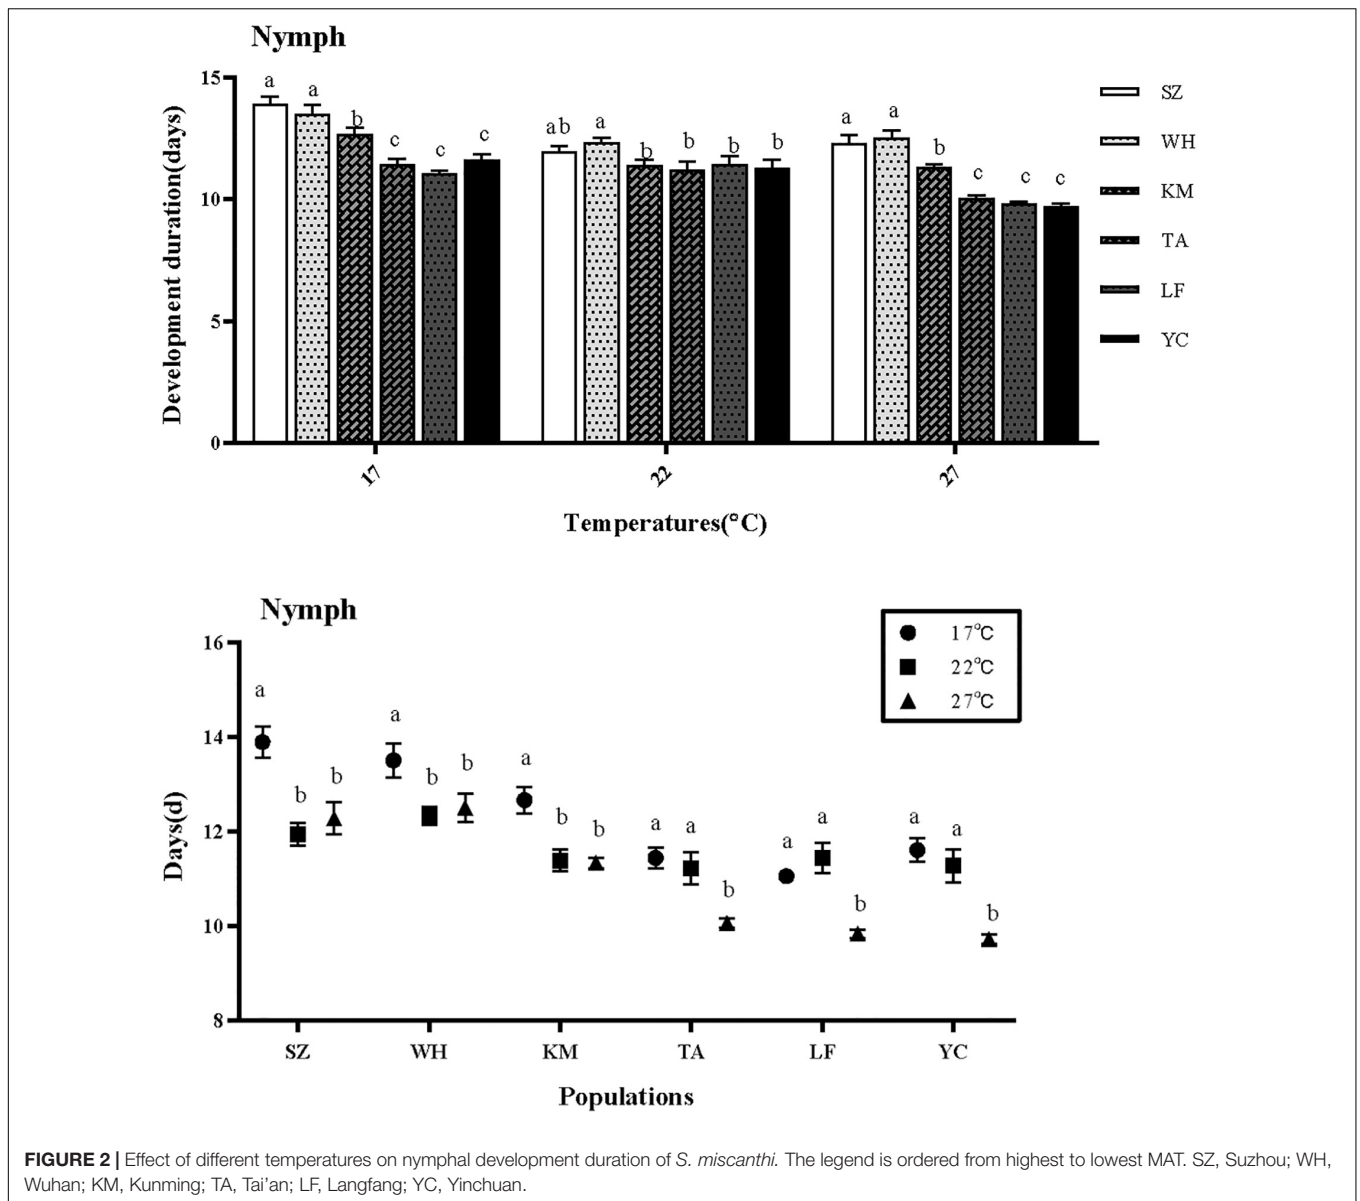 Nymph
15
10
5
0
Development duration(days)
a a b c c c
ab a b b b b
a a b c c c
17 22 27
Temperatures(°C)
SZ
WH
KM
TA
LF
YC
Nymph
16
14
12
10
8
Days(d)
17°C
22°C
27°C
a b b
a b b
a b b
a a b
a a b
a a b
SZ WH KM TA LF YC
Populations
FIGURE 2 | Effect of different temperatures on nymphal development duration of S. miscanthi. The legend is ordered from highest to lowest MAT. SZ, Suzhou; WH,
Wuhan; KM, Kunming; TA, Tai’an; LF, Langfang; YC, Yinchuan.